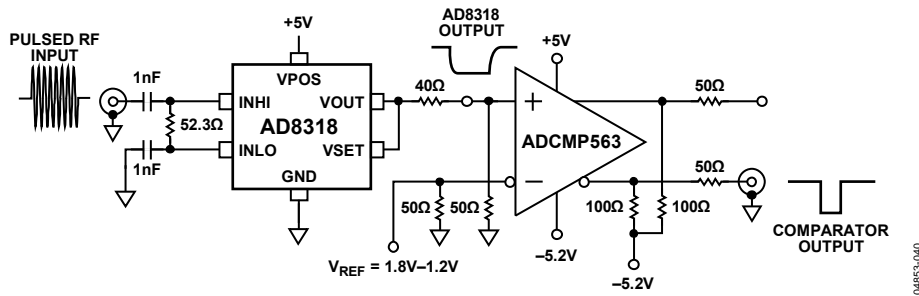 PULSED RF
INPUT
1nF
1nF
52.3Ω
+5V
VPOS
INHI
INLO
VOUT
VSET
AD8318
GND
AD8318
OUTPUT
40Ω
50Ω
50Ω
VREF = 1.8V–1.2V
+5V
+
–
ADCMP563
–5.2V
50Ω
50Ω
100Ω
100Ω
–5.2V
COMPARATOR
OUTPUT
04853-040